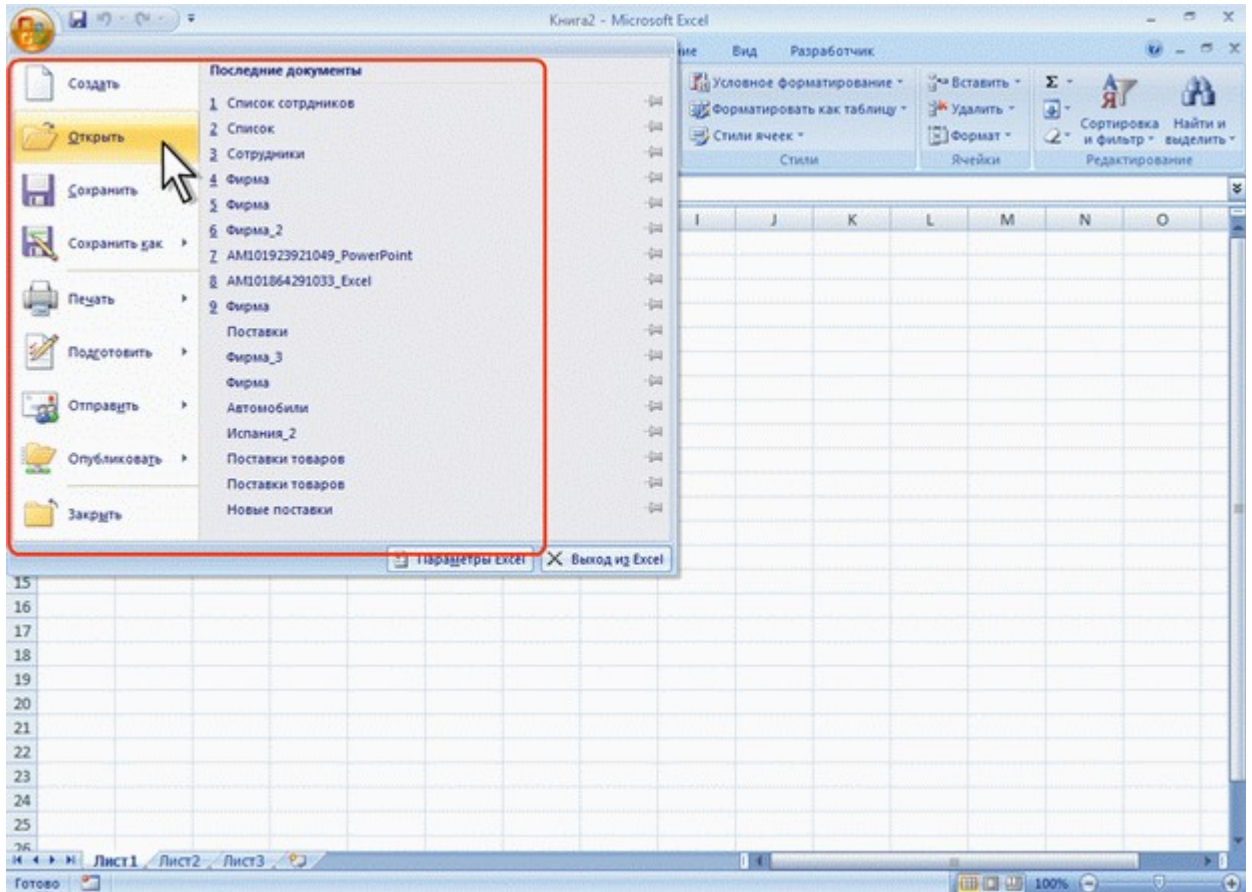 Книга2 - Microsoft Excel
ние Вид Разработчик
Создать
Открыть
Сохранить
Сохранить как
Печать
Подготовить
Отправить
Опубликовать
Закрыть
Последние документы
1 Список сотрдников
2 Список
3 Сотрудники
4 Фирма
5 Фирма
6 Фирма_2
7 AM101923921049_PowerPoint
8 AM101864291033_Excel
9 Фирма
Поставки
Фирма_3
Фирма
Автомобили
Испания_2
Поставки товаров
Поставки товаров
Новые поставки
Параметры Excel
Выход из Excel
Условное форматирование
Форматировать как таблицу
Стили ячеек
Стили
Вставить
Удалить
Формат
Ячейки
Σ
Сортировка и фильтр
Найти и выделить
Редактирование
I J K L M N O
15
16
17
18
19
20
21
22
23
24
25
26
Лист1 Лист2 Лист3
Готово
100%